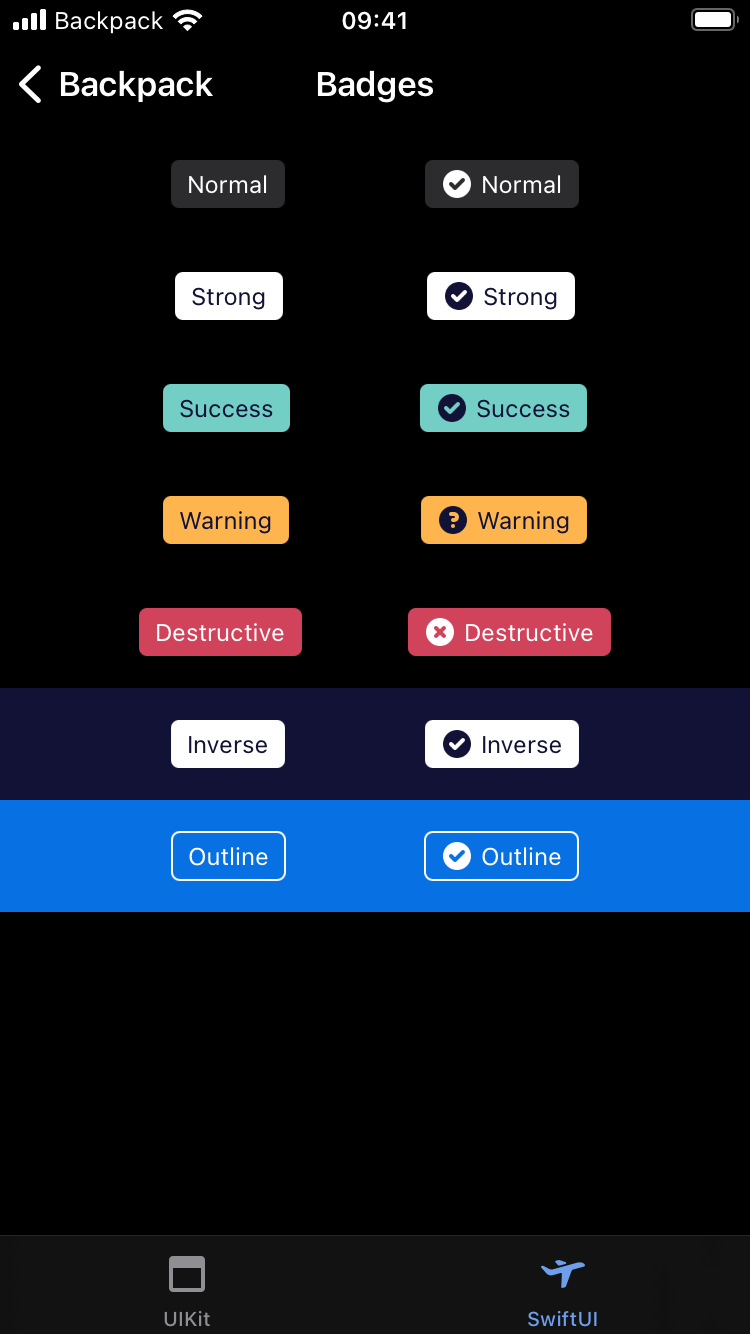 Backpack 09:41
Backpack Badges
Normal Normal
Strong Strong
Success Success
Warning Warning
Destructive Destructive
Inverse Inverse
Outline Outline
UIKit SwiftUI